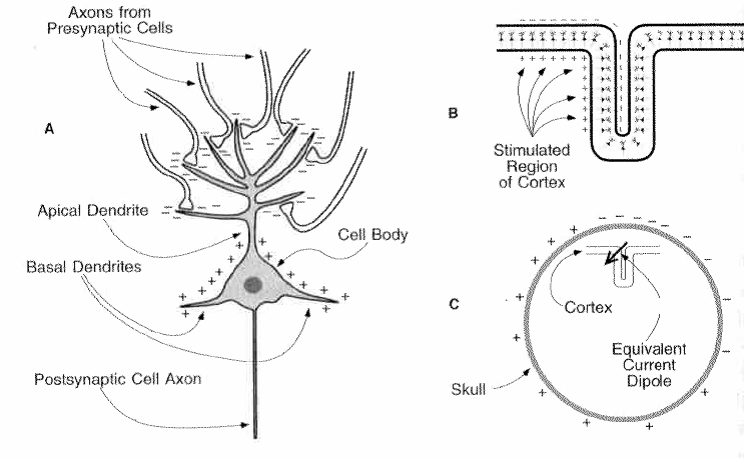 Axons from
Presynaptic Cells
A
Apical Dendrite
Cell Body
Basal Dendrites
Postsynaptic Cell Axon
B
Stimulated
Region
of Cortex
C
Cortex
Equivalent
Current
Dipole
Skull